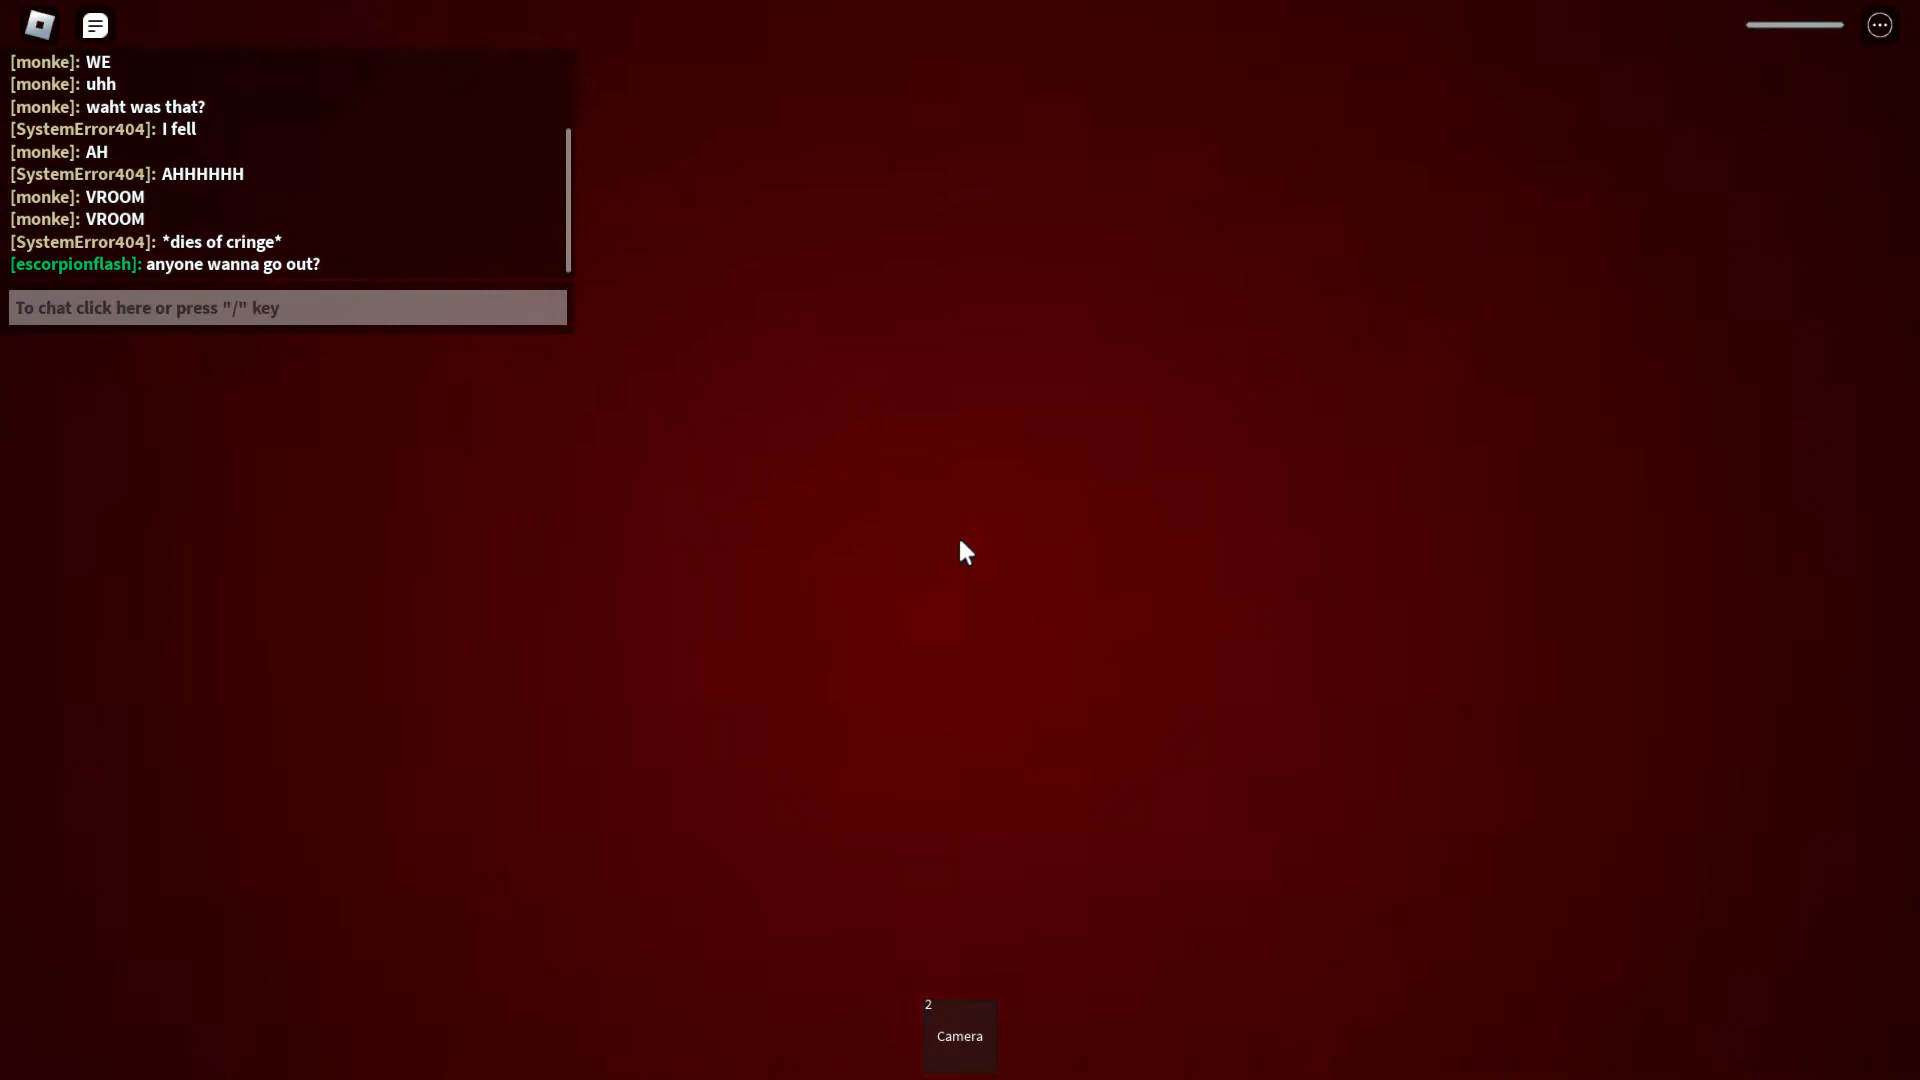 [monke]: WE
[monke]: uhh
[monke]: waht was that?
[SystemError404]: I fell
[monke]: AH
[SystemError404]: AHHHHHH
[monke]: VROOM
[monke]: VROOM
[SystemError404]: *dies of cringe*
[escorpionflash]: anyone wanna go out?
To chat click here or press "/" key
2
Camera